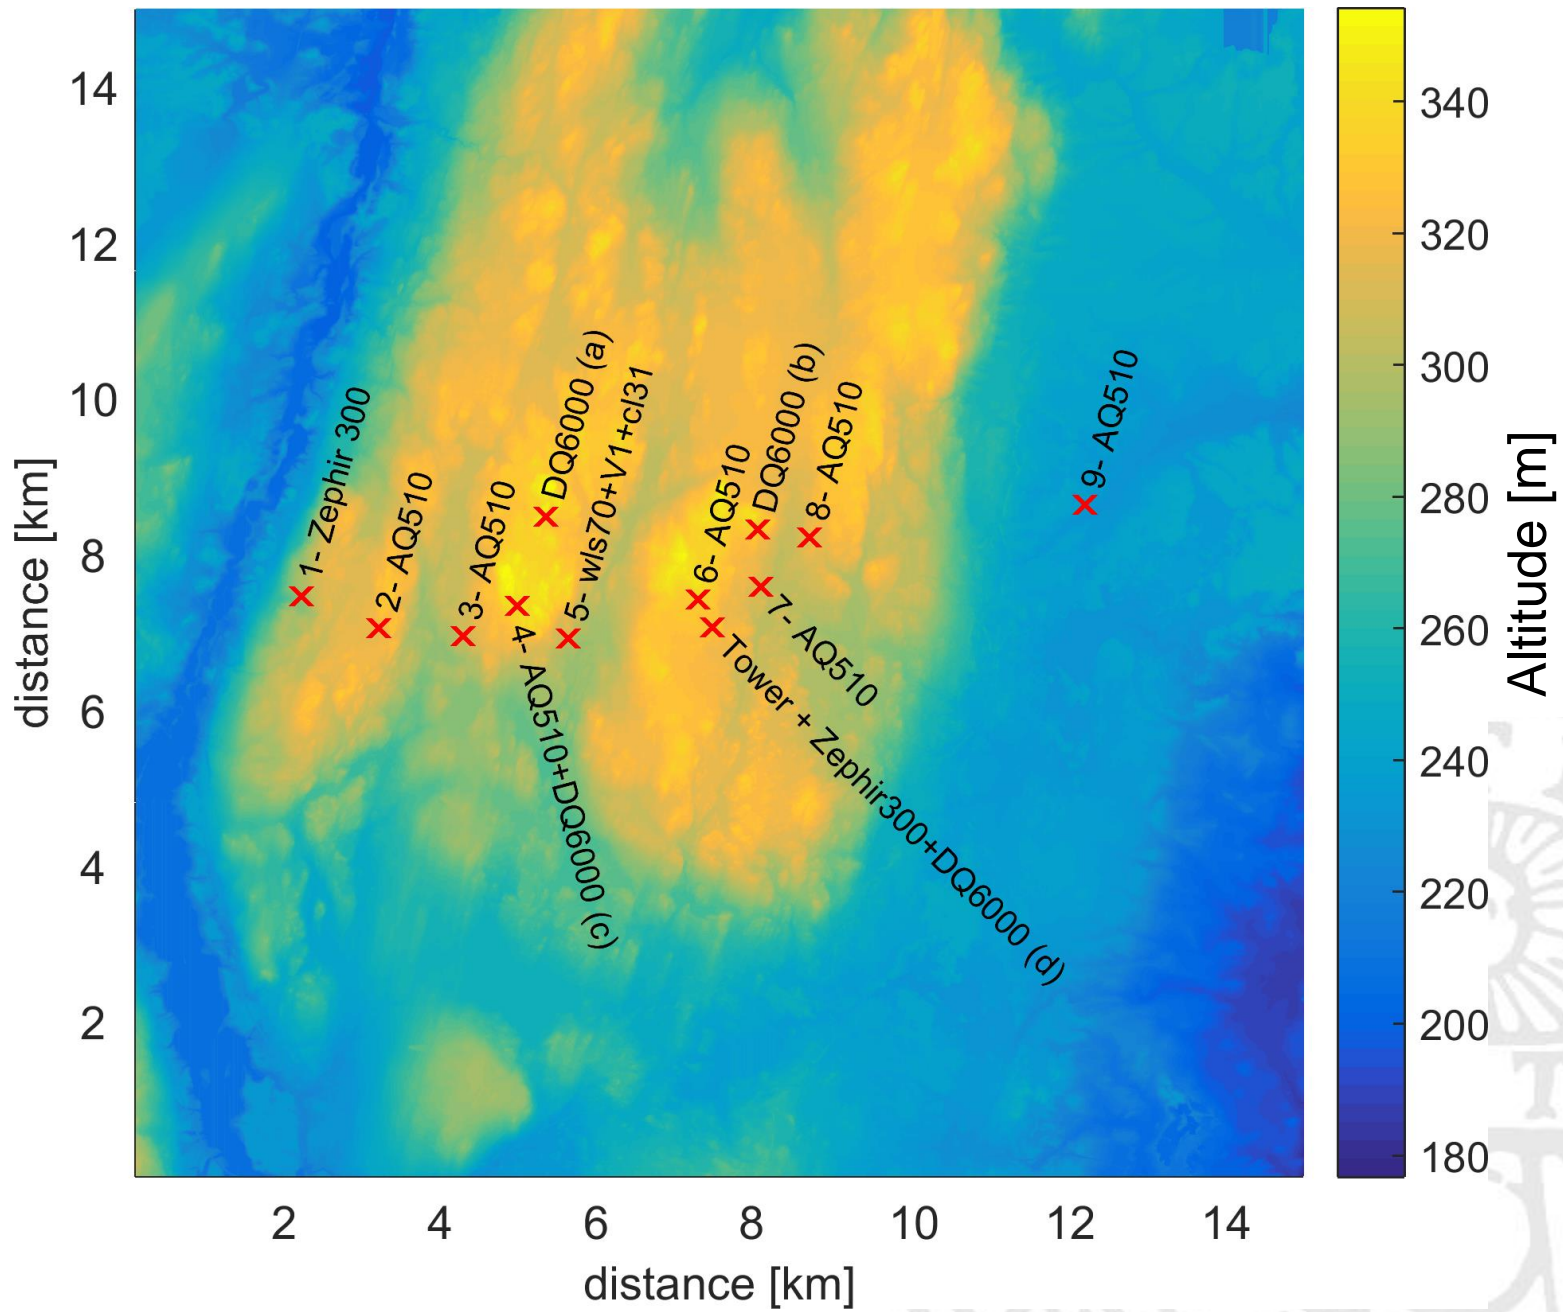 14
12
10
8
6
4
2
distance [km]
2
4
6
8
10
12
14
distance [km]
1- Zephir 300
2- AQ510
3- AQ510
DQ6000 (a)
4- AQ510+DQ6000 (c)
5- wls70+V1+cl31
6- AQ510
DQ6000 (b)
8- AQ510
7- AQ510
Tower + Zephir300+DQ6000 (d)
9- AQ510
340
320
300
280
260
240
220
200
180
Altitude [m]